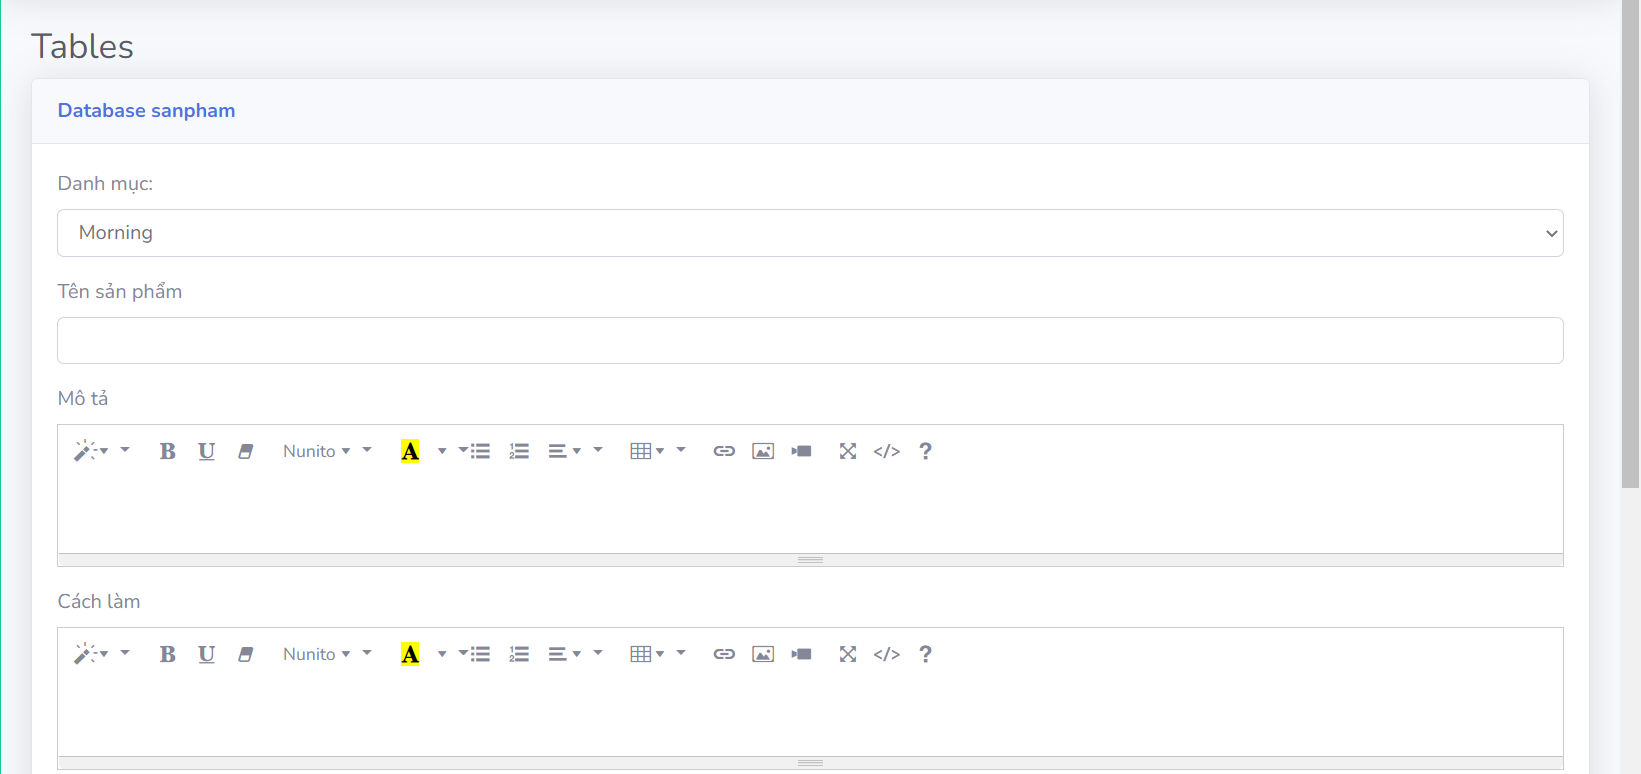 Tables
Database sanpham
Danh mục:
Morning
Tên sản phẩm
Mô tả
B U Nunito A </> ?
Cách làm
B U Nunito A </> ?